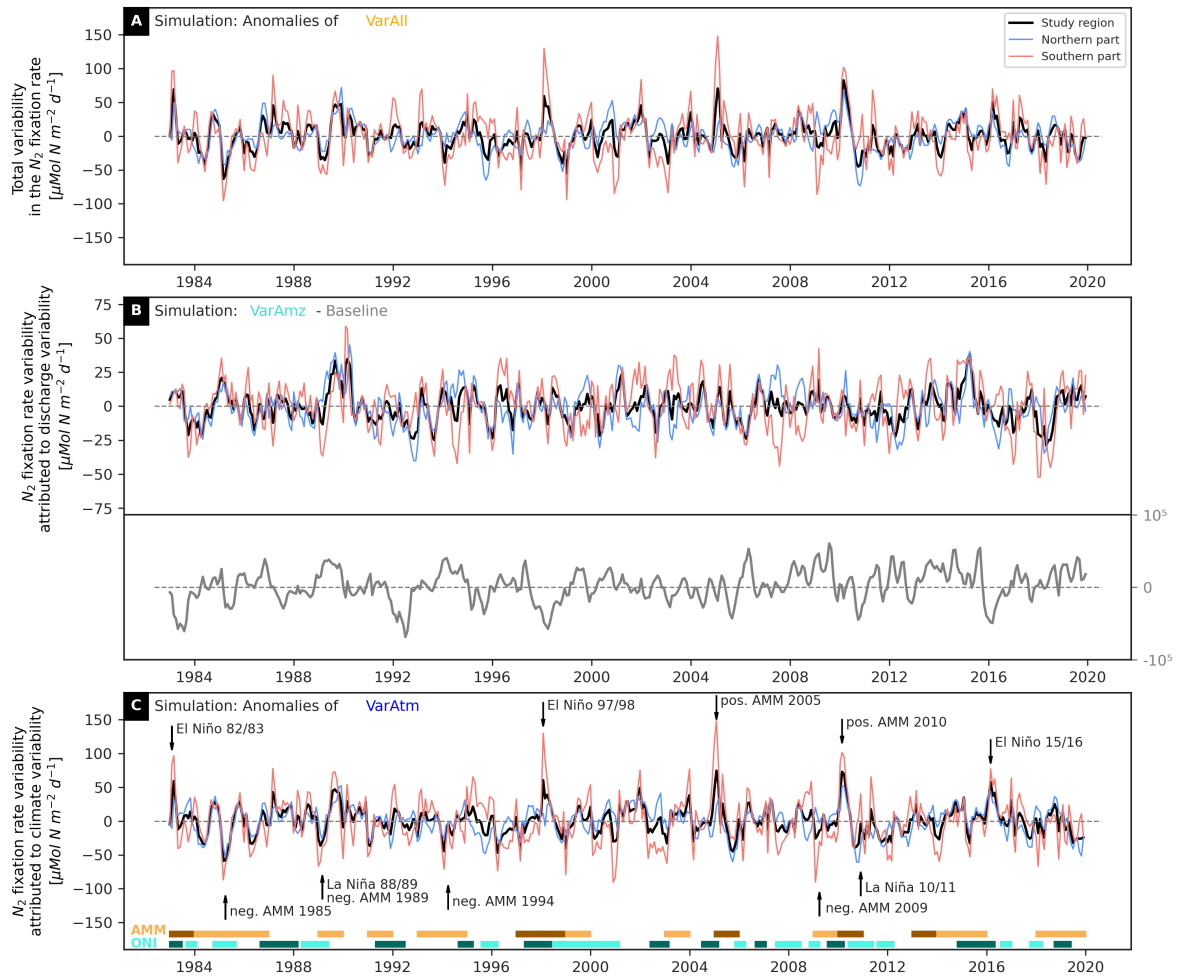 A Simulation: Anomalies of VarAll
Study region
Northern part
Southern part
Total variability
in the N₂ fixation rate
[μMol N m⁻² d⁻¹]
150
100
50
0
−50
−100
−150
1984 1988 1992 1996 2000 2004 2008 2012 2016 2020
B Simulation: VarAmz - Baseline
N₂ fixation rate variability
attributed to discharge variability
[μMol N m⁻² d⁻¹]
75
50
25
0
−25
−50
−75
10⁵
0
-10⁵
1984 1988 1992 1996 2000 2004 2008 2012 2016 2020
C Simulation: Anomalies of VarAtm
N₂ fixation rate variability
attributed to climate variability
[μMol N m⁻² d⁻¹]
150
100
50
0
−50
−100
−150
El Niño 82/83
El Niño 97/98
pos. AMM 2005
pos. AMM 2010
El Niño 15/16
neg. AMM 1985
La Niña 88/89
neg. AMM 1989
neg. AMM 1994
La Niña 10/11
neg. AMM 2009
AMM
ONI
1984 1988 1992 1996 2000 2004 2008 2012 2016 2020